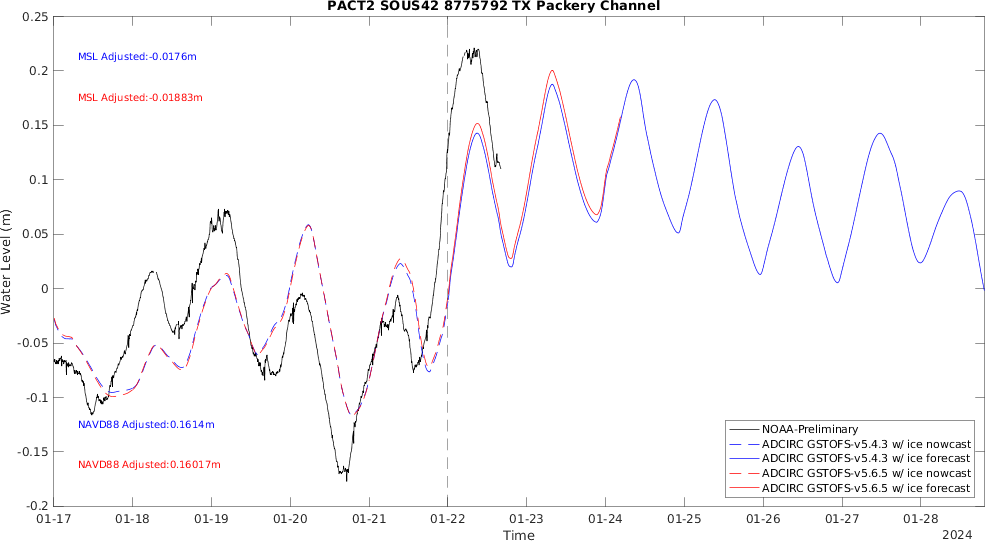 PACT2 SOUS42 8775792 TX Packery Channel
0.25
0.2
0.15
0.1
0.05
0
-0.05
-0.1
-0.15
-0.2
Water Level (m)
MSL Adjusted:-0.0176m
MSL Adjusted:-0.01883m
NAVD88 Adjusted:0.1614m
NAVD88 Adjusted:0.16017m
NOAA-Preliminary
ADCIRC GSTOFS-v5.4.3 w/ ice nowcast
ADCIRC GSTOFS-v5.4.3 w/ ice forecast
ADCIRC GSTOFS-v5.6.5 w/ ice nowcast
ADCIRC GSTOFS-v5.6.5 w/ ice forecast
01-17 01-18 01-19 01-20 01-21 01-22 01-23 01-24 01-25 01-26 01-27 01-28
Time
2024